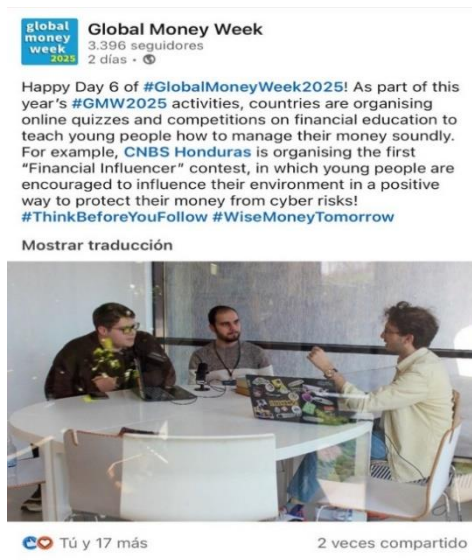 global
money
week
2025
Global Money Week
3.396 seguidores
2 días •
Happy Day 6 of #GlobalMoneyWeek2025! As part of this
year's #GMW2025 activities, countries are organising
online quizzes and competitions on financial education to
teach young people how to manage their money soundly.
For example, CNBS Honduras is organising the first
"Financial Influencer" contest, in which young people are
encouraged to influence their environment in a positive
way to protect their money from cyber risks!
#ThinkBeforeYouFollow #WiseMoneyTomorrow
Mostrar traducción
Tú y 17 más
2 veces compartido